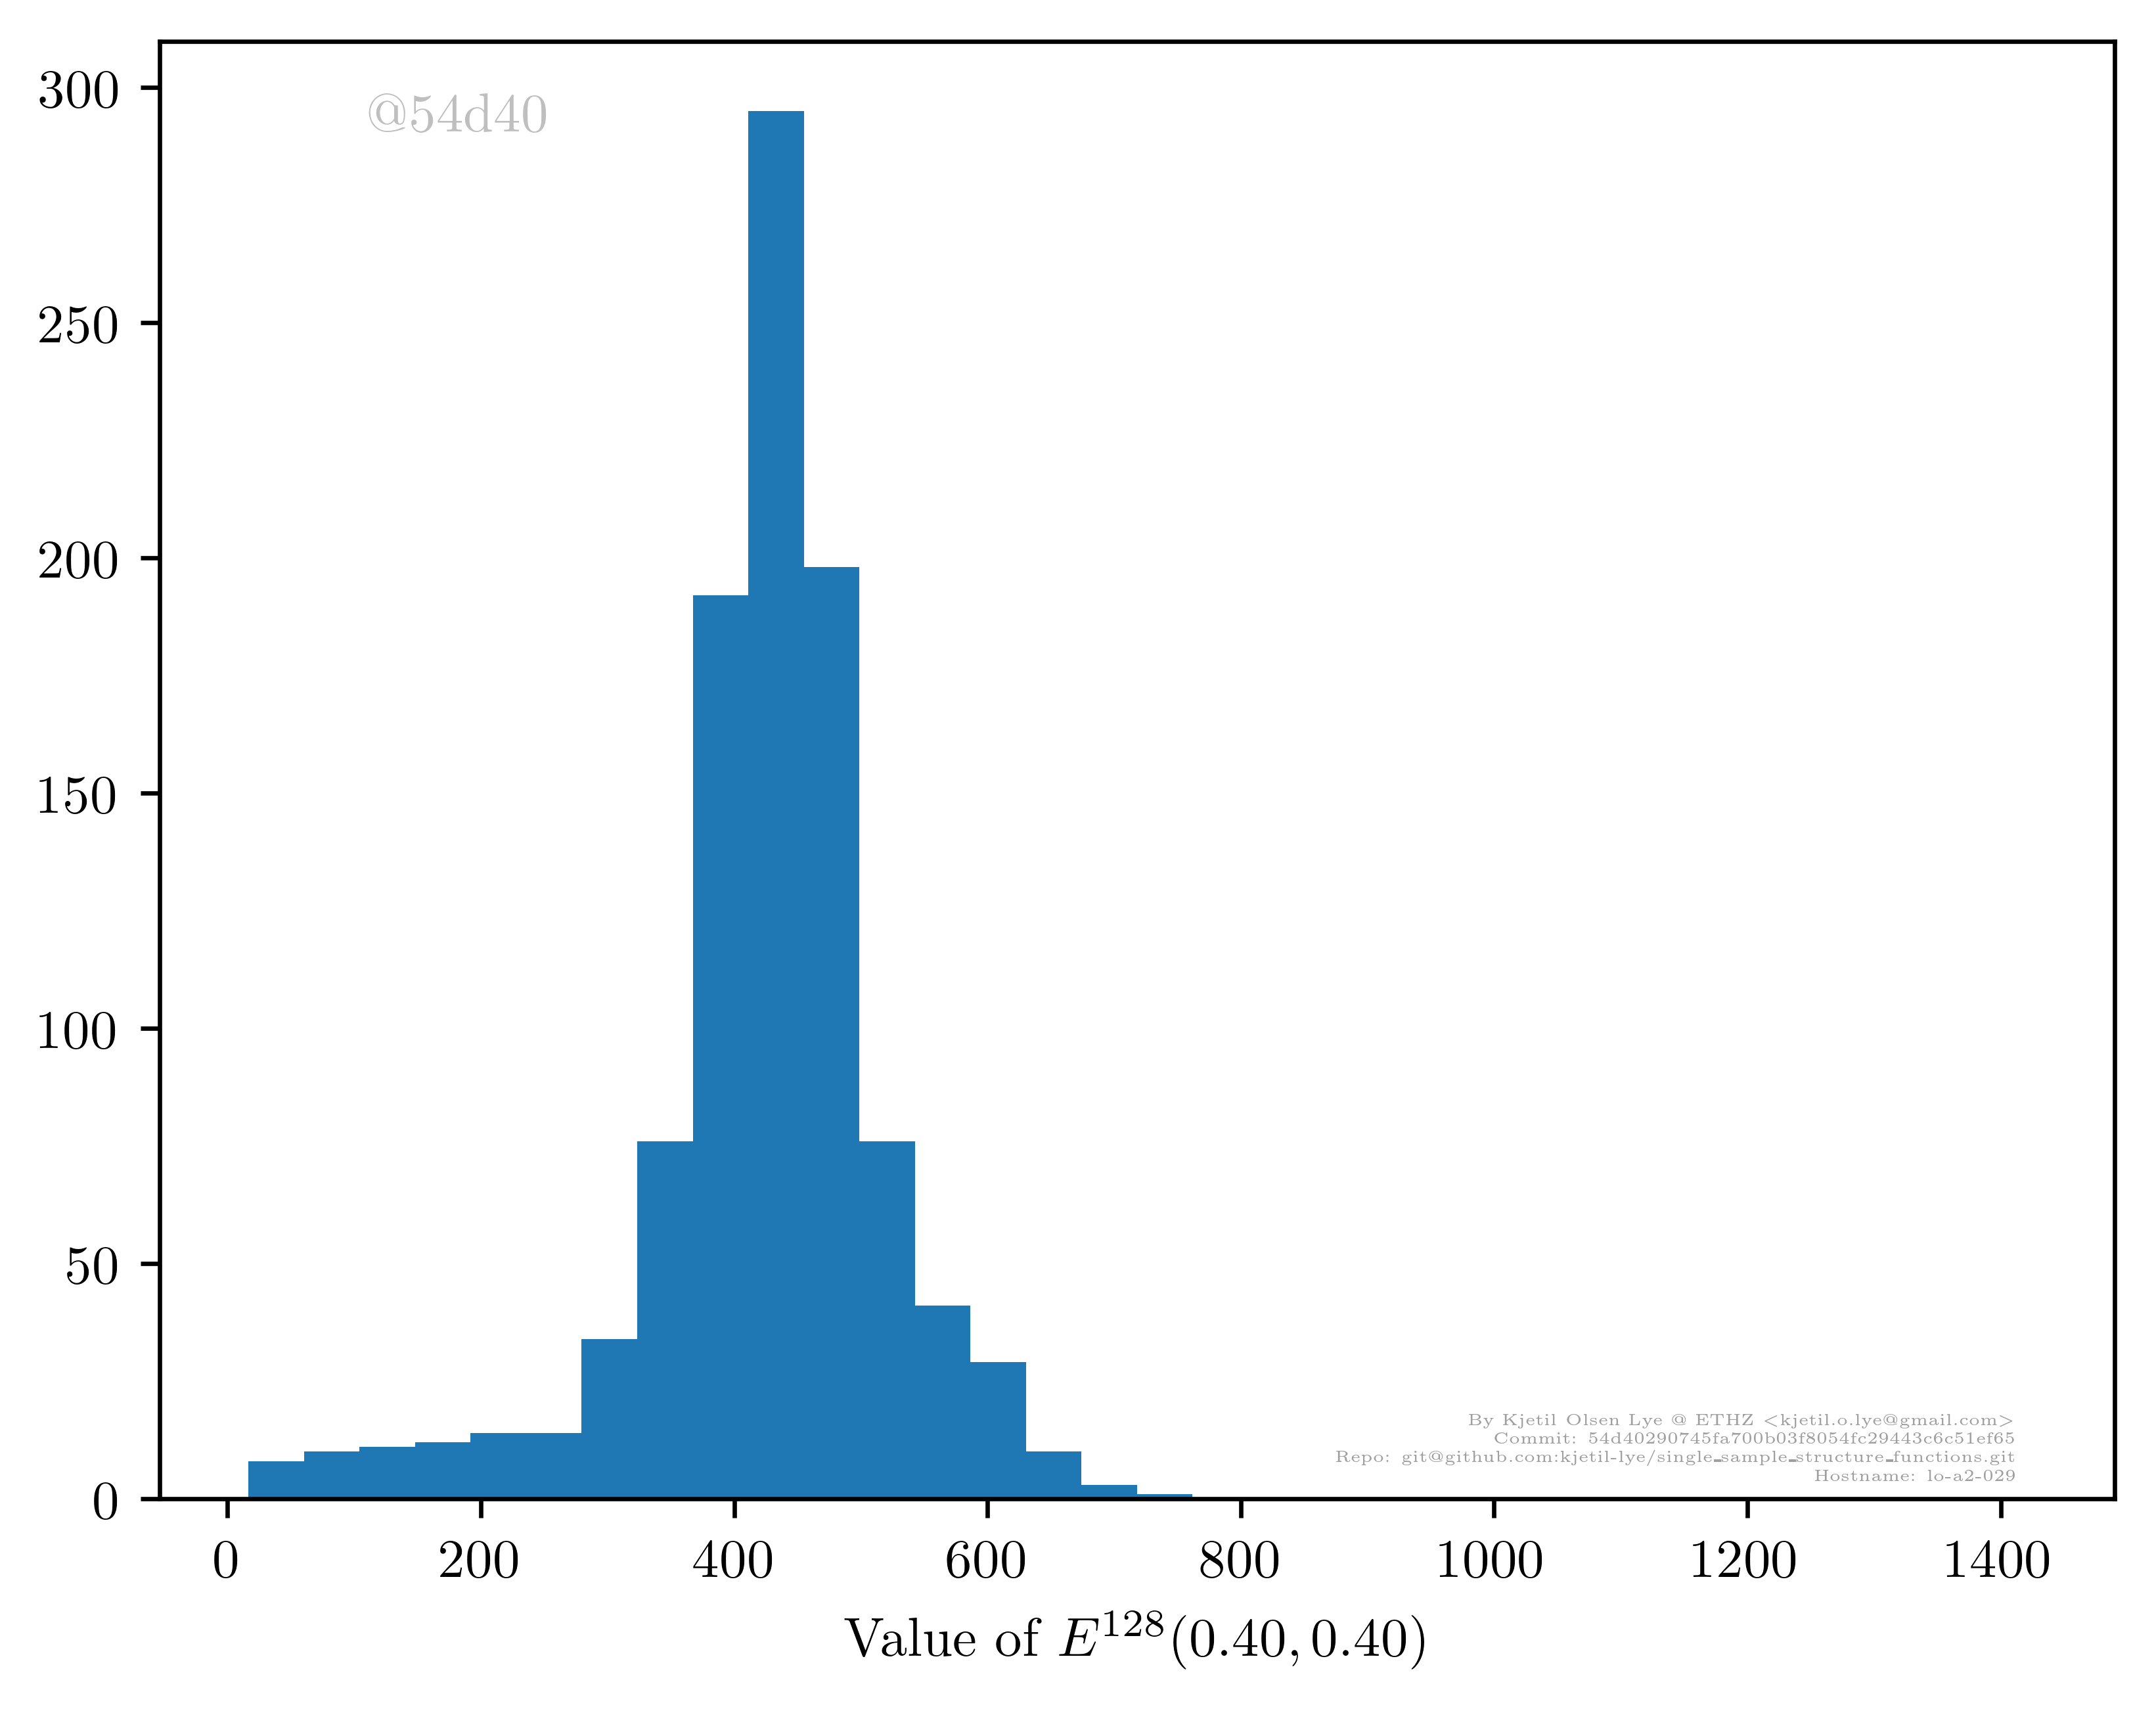 @54d40
300
250
200
150
100
50
0
0 200 400 600 800 1000 1200 1400
Value of E^128(0.40, 0.40)
By Kjetil Olsen Lye @ ETHZ <kjetil.o.lye@gmail.com>
Commit: 54d40290745fa700b03f8054fc29443c6c51ef65
Repo: git@github.com:kjetil-lye/single_sample_structure_functions.git
Hostname: lo-a2-029